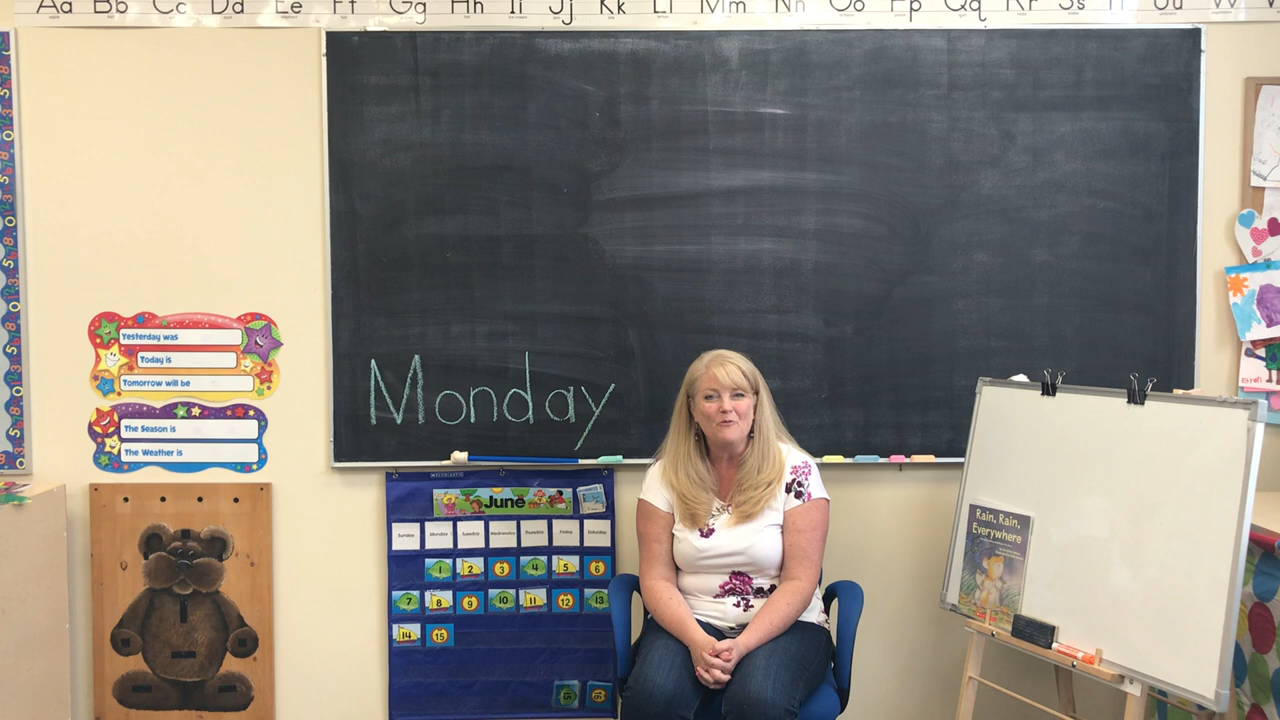 Aa Bb Cc Dd Ee Ff Gg Hh Ii Jj Kk Ll Mm Nn Oo Pp Qq Rr Ss Tt Uu
Yesterday was
Today is
Tomorrow will be
The Season is
The Weather is
Monday
SCHOLASTIC
June
Sunday Monday Tuesday Wednesday Thursday Friday Saturday
1 2 3 4 5 6
7 8 9 10 11 12 13
14 15
15 16
Rain, Rain,
Everywhere